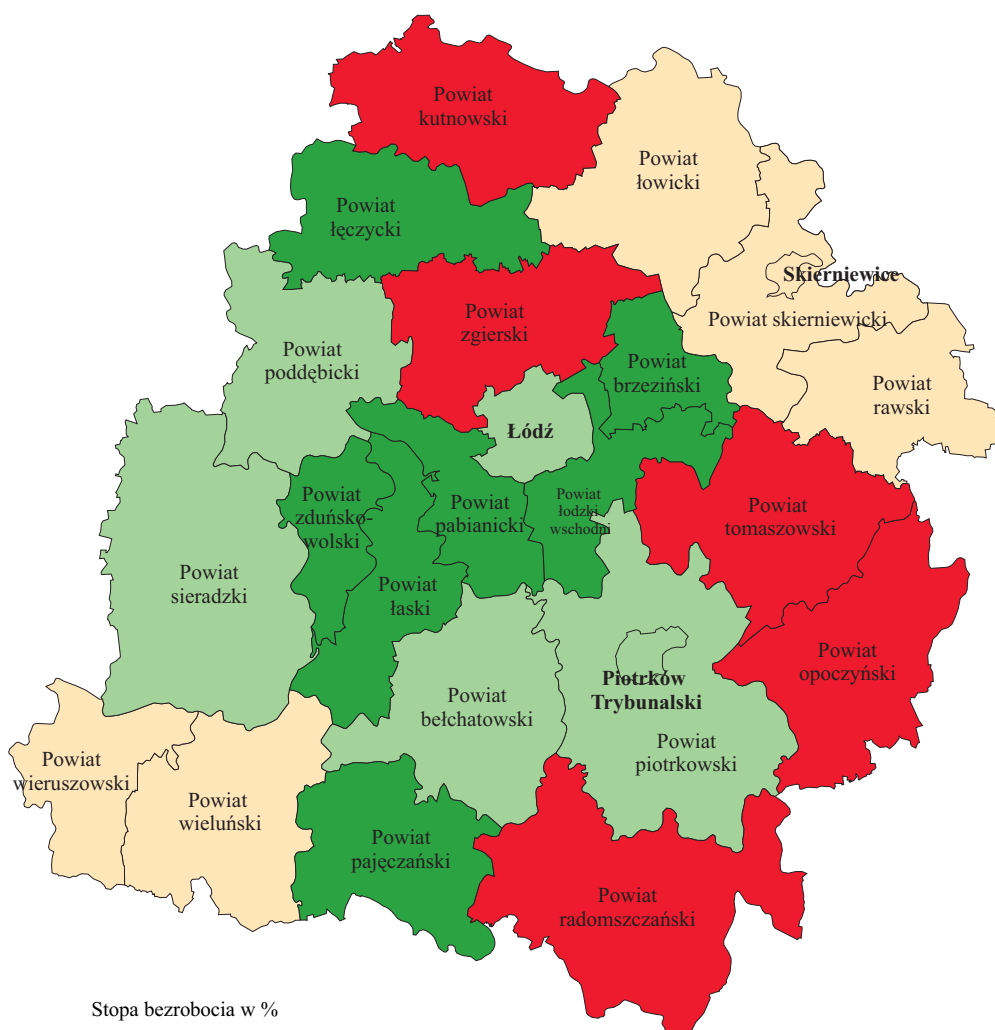 Powiat
kutnowski
Powiat
łowicki
Powiat
łęczycki
Skierniewice
Powiat skierniewicki
Powiat
zgierski
Powiat
poddębicki
Powiat
brzeziński
Powiat
rawski
Łódź
Powiat
zduńsko-
wolski
Powiat
pabianicki
Powiat
łodzki
wschodni
Powiat
tomaszowski
Powiat
sieradzki
Powiat
łaski
Powiat
opoczyński
Piotrków
Trybunalski
Powiat
bełchatowski
Powiat
piotrkowski
Powiat
wieruszowski
Powiat
wieluński
Powiat
pajęczański
Powiat
radomszczański
Stopa bezrobocia w %